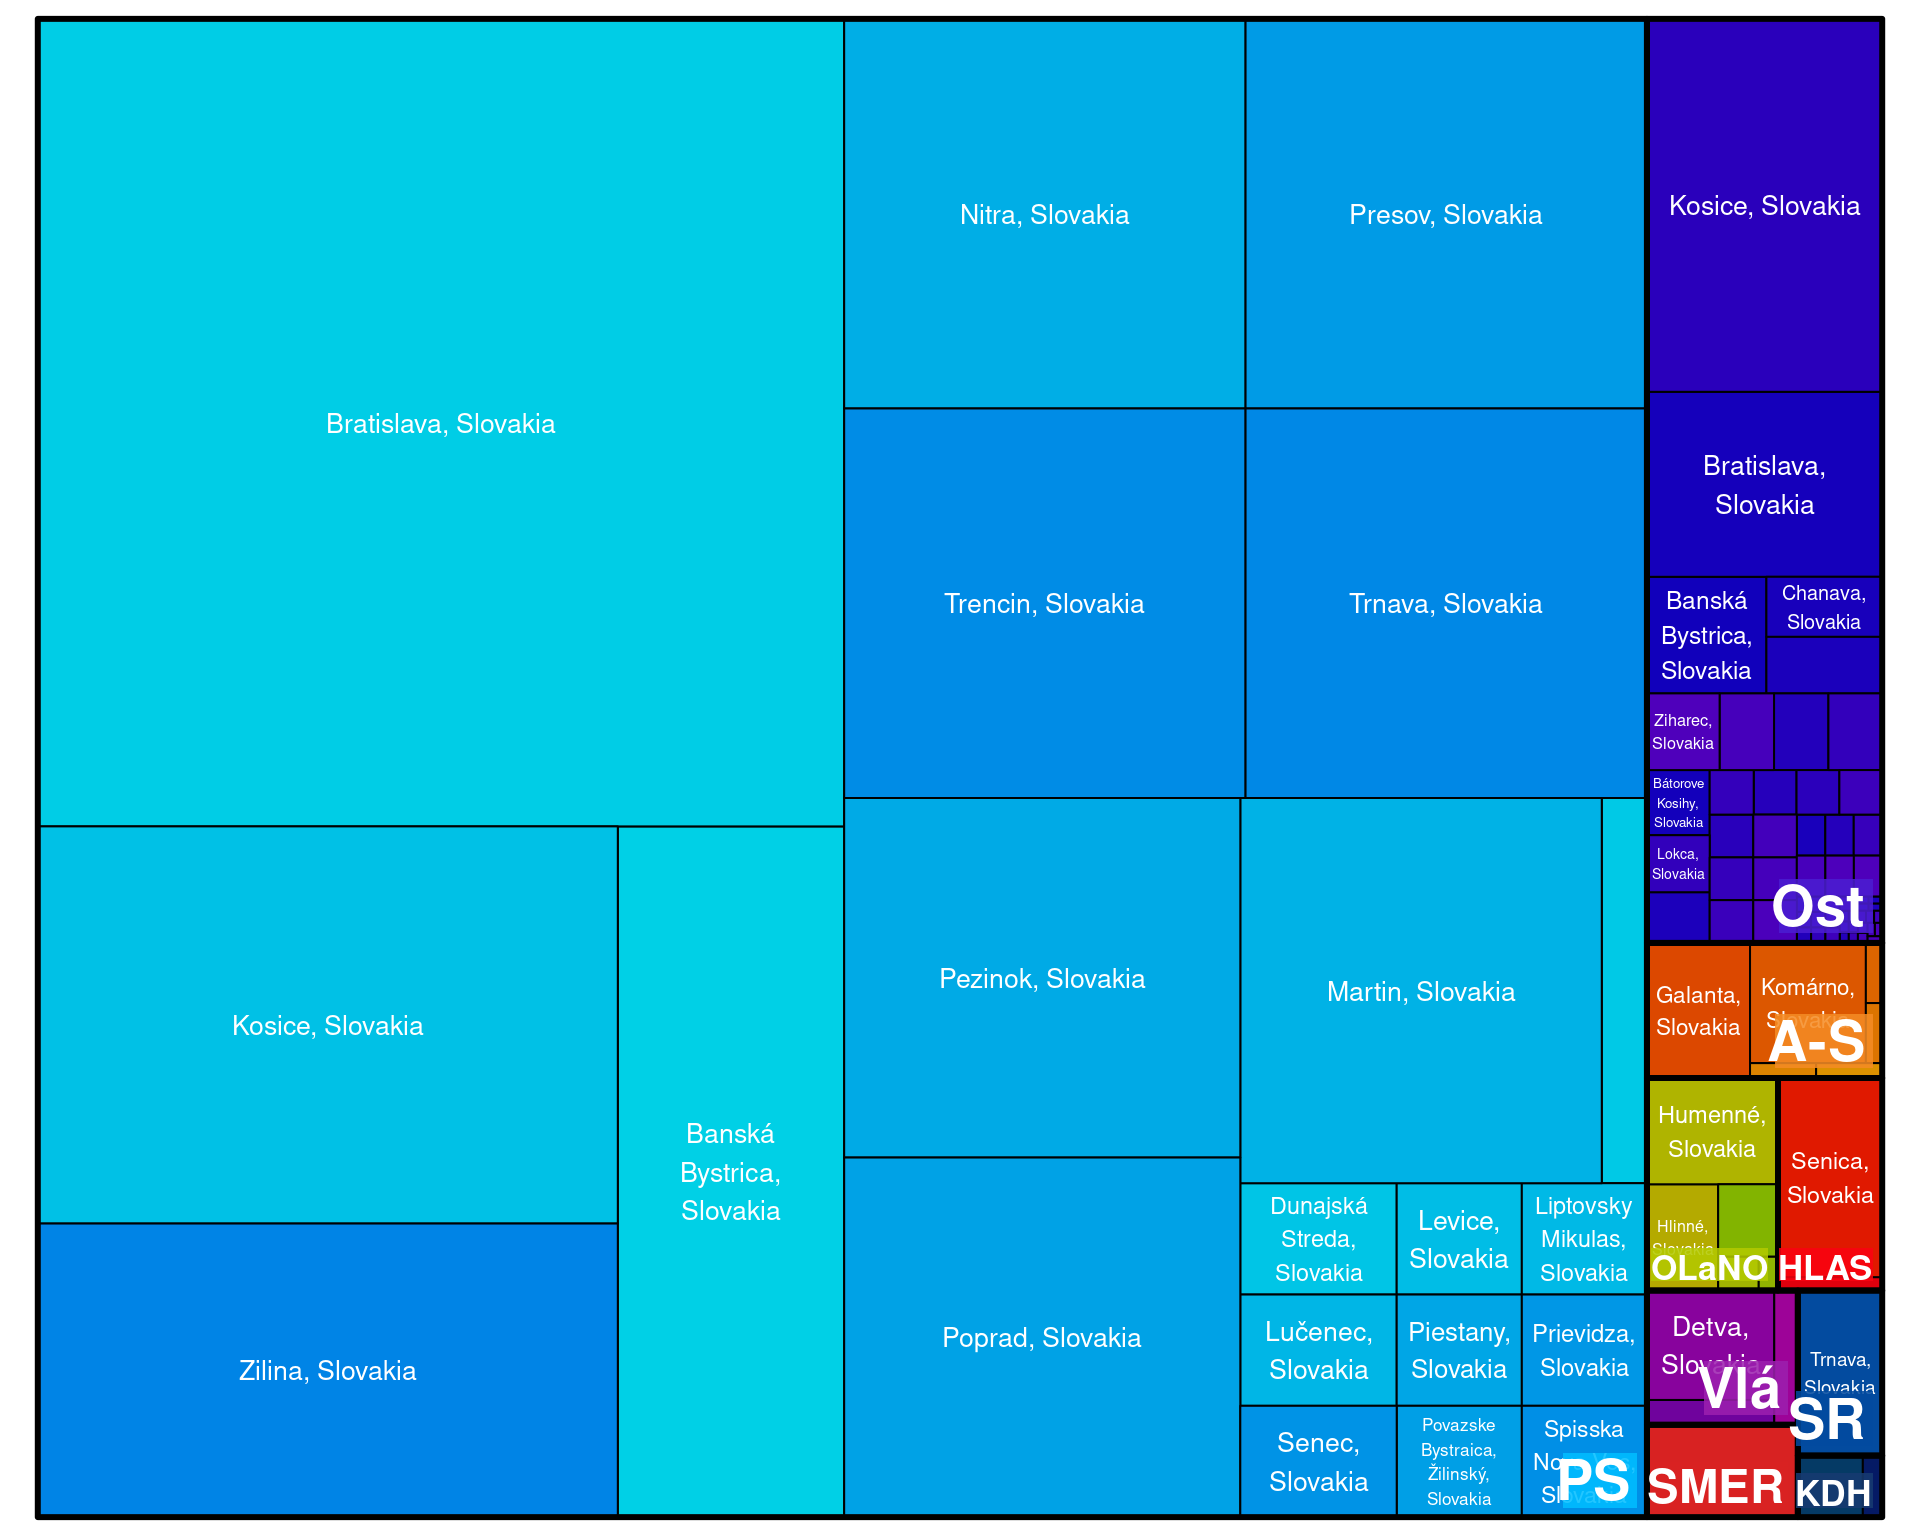 Bratislava, Slovakia
Kosice, Slovakia
Zilina, Slovakia
Banská
Bystrica,
Slovakia
Nitra, Slovakia
Presov, Slovakia
Trencin, Slovakia
Trnava, Slovakia
Pezinok, Slovakia
Poprad, Slovakia
Martin, Slovakia
Dunajská
Streda,
Slovakia
Levice,
Slovakia
Liptovsky
Mikulas,
Slovakia
Lučenec,
Slovakia
Piestany,
Slovakia
Prievidza,
Slovakia
Senec,
Slovakia
Povazske
Bystraica,
Žilinský,
Slovakia
Spisska
PS
Kosice, Slovakia
Bratislava,
Slovakia
Banská
Bystrica,
Slovakia
Chanava,
Slovakia
Ziharec,
Slovakia
Bátorove
Kosihy,
Slovakia
Lokca,
Slovakia
Ost
Galanta,
Slovakia
Komárno,
Slovakia
A-S
Humenné,
Slovakia
Hlinné,
Slovakia
OLaNO
Senica,
Slovakia
HLAS
Detva,
Slovakia
Vlá
Trnava,
Slovakia
SR
SMER
KDH